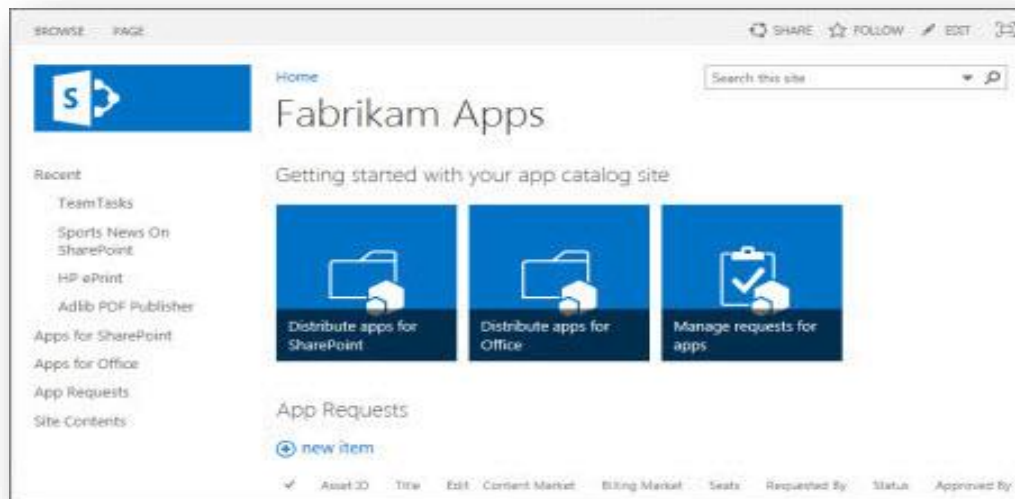 BROWSE PAGE
SHARE FOLLOW EDIT
S
Home
Search this site
Fabrikam Apps
Recent
TeamTasks
Sports News On
SharePoint
HP ePrint
Adlib PDF Publisher
Apps for SharePoint
Apps for Office
App Requests
Site Contents
Getting started with your app catalog site
Distribute apps for
SharePoint
Distribute apps for
Office
Manage requests for
apps
App Requests
new item
Asset ID Title Edit Content Market Billing Market Seats Requested By Status Approved By